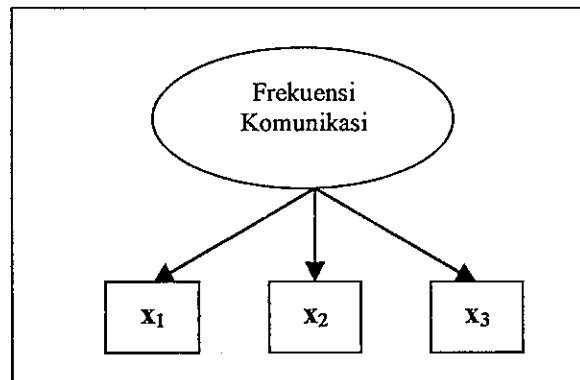 Frekuensi
Komunikasi
x₁ x₂ x₃